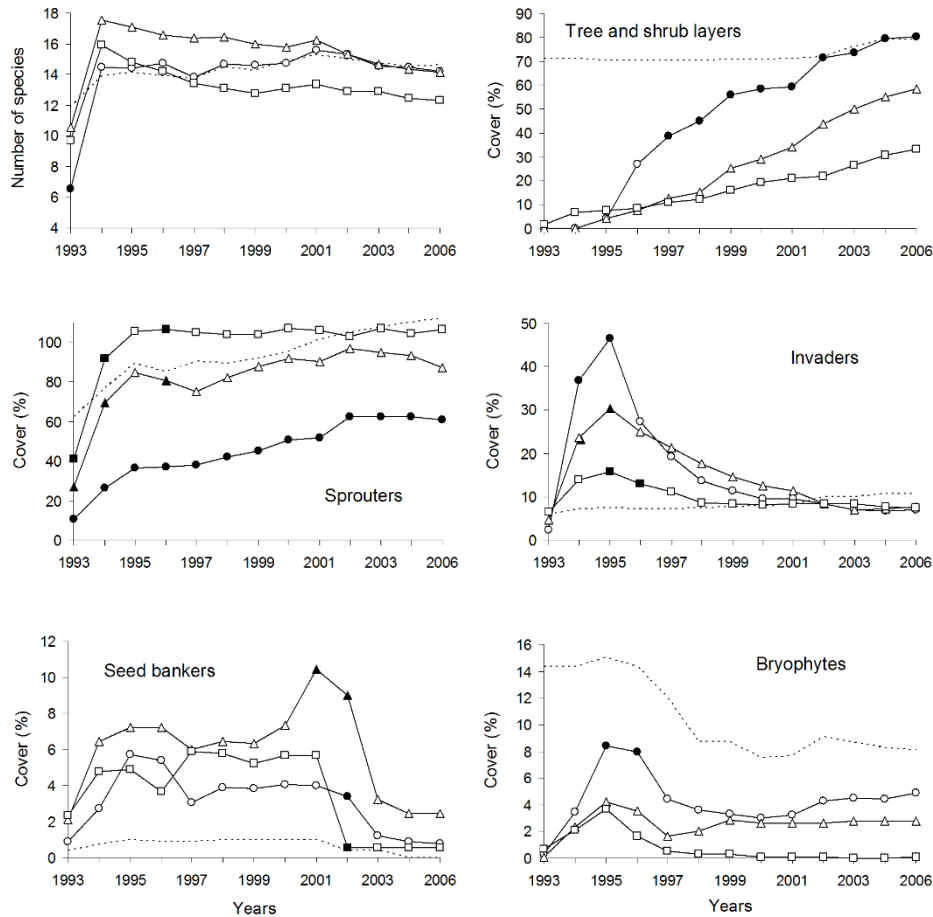 Number of species
18
16
14
12
10
8
6
4
1993 1995 1997 1999 2001 2003 2006
Tree and shrub layers
Cover (%)
90
80
70
60
50
40
30
20
10
0
1993 1995 1997 1999 2001 2003 2006
Cover (%)
100
80
60
40
20
0
Sprouters
1993 1995 1997 1999 2001 2003 2006
Cover (%)
50
40
30
20
10
0
Invaders
1993 1995 1997 1999 2001 2003 2006
Seed bankers
Cover (%)
12
10
8
6
4
2
0
1993 1995 1997 1999 2001 2003 2006
Years
Bryophytes
Cover (%)
16
14
12
10
8
6
4
2
0
1993 1995 1997 1999 2001 2003 2006
Years